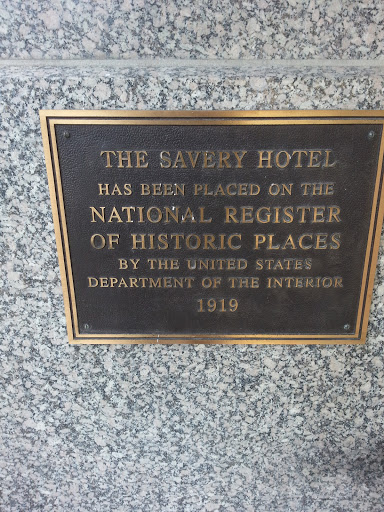 THE SAVERY HOTEL
HAS BEEN PLACED ON THE
NATIONAL REGISTER
OF HISTORIC PLACES
BY THE UNITED STATES
DEPARTMENT OF THE INTERIOR
1919